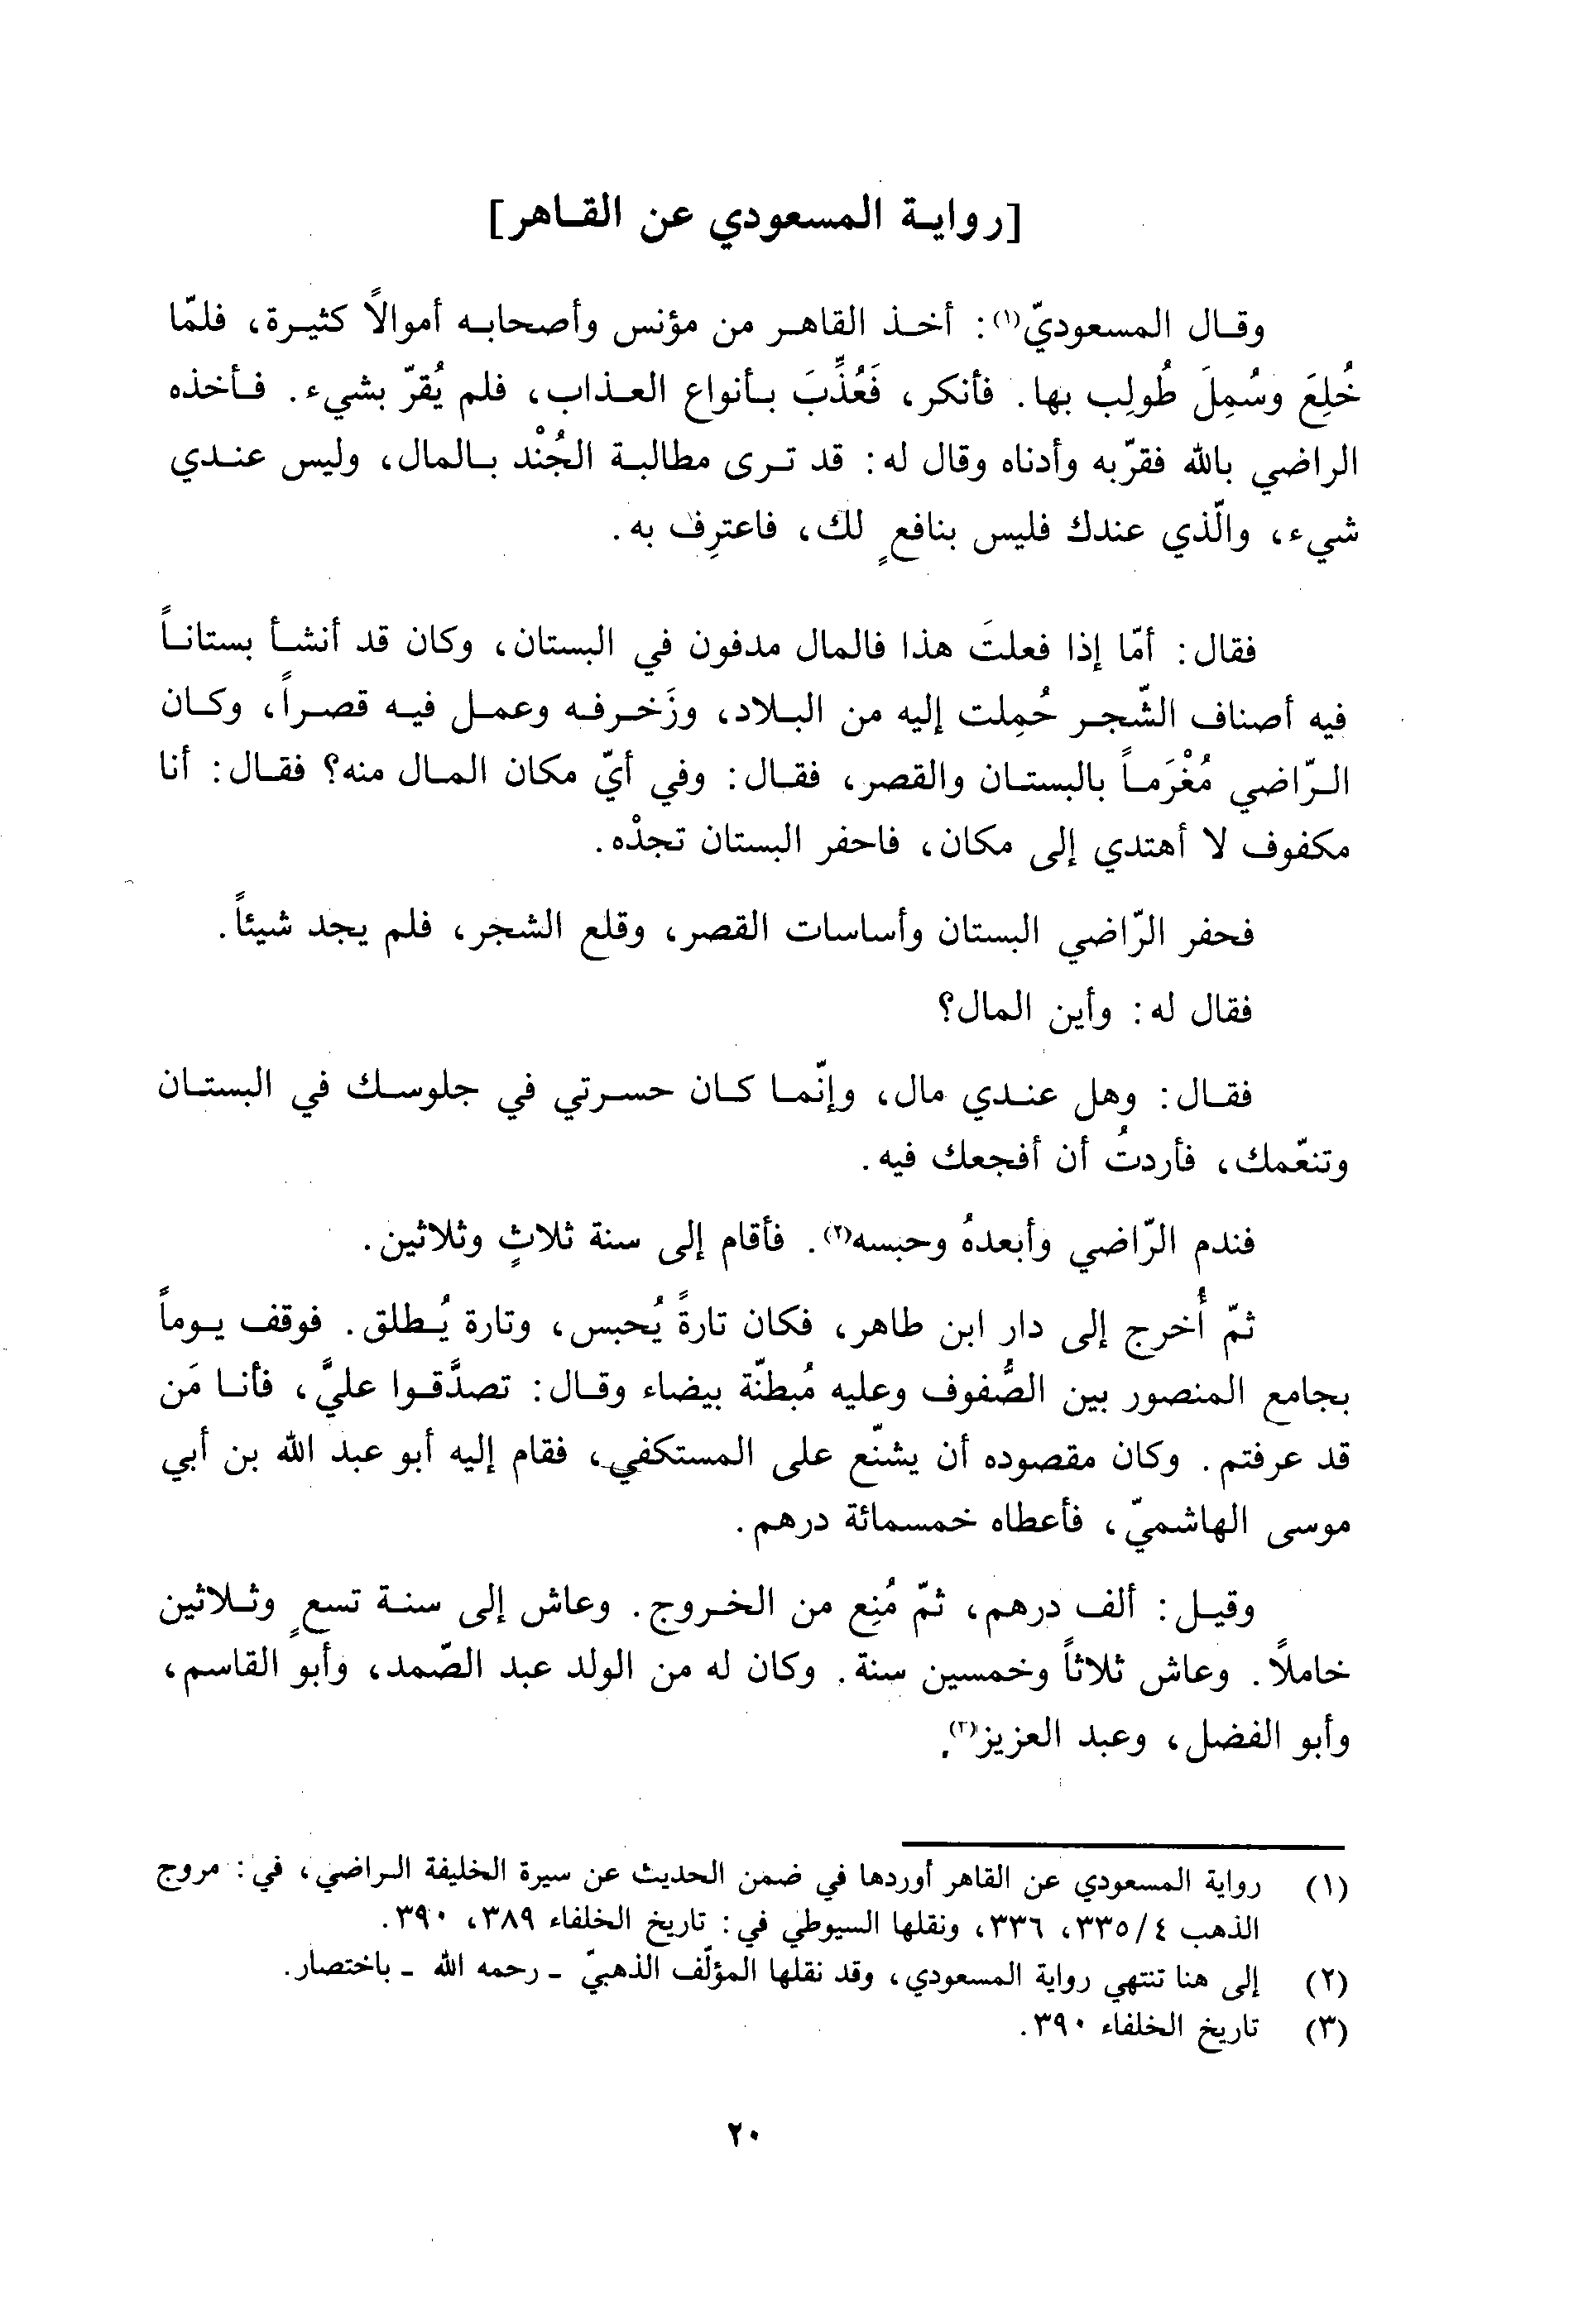 [رواية المسعودي عن القاهر]
وقال المسعوديّ(١): أخذ القاهر من مؤنس وأصحابه أموالاً كثيرة، فلمّا
خُلِعَ وسُمِلَ طُولِب بها. فأنكر، فَعُذِّبَ بأنواع العذاب، فلم يُقرّ بشيء. فأخذه
الراضي بالله فقرّبه وأدناه وقال له: قد ترى مطالبة الجُنْد بالمال، وليس عندي
شيء، والّذي عندك فليس بنافعٍ لك، فاعترِف به.
فقال: أمّا إذا فعلتَ هذا فالمال مدفون في البستان، وكان قد أنشأ بستاناً
فيه أصناف الشّجر حُمِلت إليه من البلاد، وزَخرفه وعمل فيه قصراً، وكان
الرّاضي مُغْرَماً بالبستان والقصر، فقال: وفي أيّ مكان المال منه؟ فقال: أنا
مكفوف لا أهتدي إلى مكان، فاحفر البستان تجدْه.
فحفر الرّاضي البستان وأساسات القصر، وقلع الشجر، فلم يجد شيئاً.
فقال له: وأين المال؟
فقال: وهل عندي مال، وإنّما كان حسرتي في جلوسك في البستان
وتنعّمك، فأردتُ أن أفجعك فيه.
فندم الرّاضي وأبعدهُ وحبسه(٢). فأقام إلى سنة ثلاثٍ وثلاثين.
ثمّ أُخرج إلى دار ابن طاهر، فكان تارةً يُحبس، وتارة يُطلق. فوقف يوماً
بجامع المنصور بين الصُّفوف وعليه مُبطنّة بيضاء وقال: تصدَّقوا عليَّ، فأنا مَن
قد عرفتم. وكان مقصوده أن يشنّع على المستكفي، فقام إليه أبو عبد الله بن أبي
موسى الهاشميّ، فأعطاه خمسمائة درهم.
وقيل: ألف درهم، ثمّ مُنِع من الخروج. وعاش إلى سنة تسعٍ وثلاثين
خاملاً. وعاش ثلاثاً وخمسين سنة. وكان له من الولد عبد الصّمد، وأبو القاسم،
وأبو الفضل، وعبد العزيز(٣).
(١) رواية المسعودي عن القاهر أوردها في ضمن الحديث عن سيرة الخليفة الراضي، في: مروج
الذهب ٤/ ٣٣٥، ٣٣٦، ونقلها السيوطي في: تاريخ الخلفاء ٣٨٩، ٣٩٠.
(٢) إلى هنا تنتهي رواية المسعودي، وقد نقلها المؤلّف الذهبيّ - رحمه الله - باختصار.
(٣) تاريخ الخلفاء ٣٩٠.
٢٠